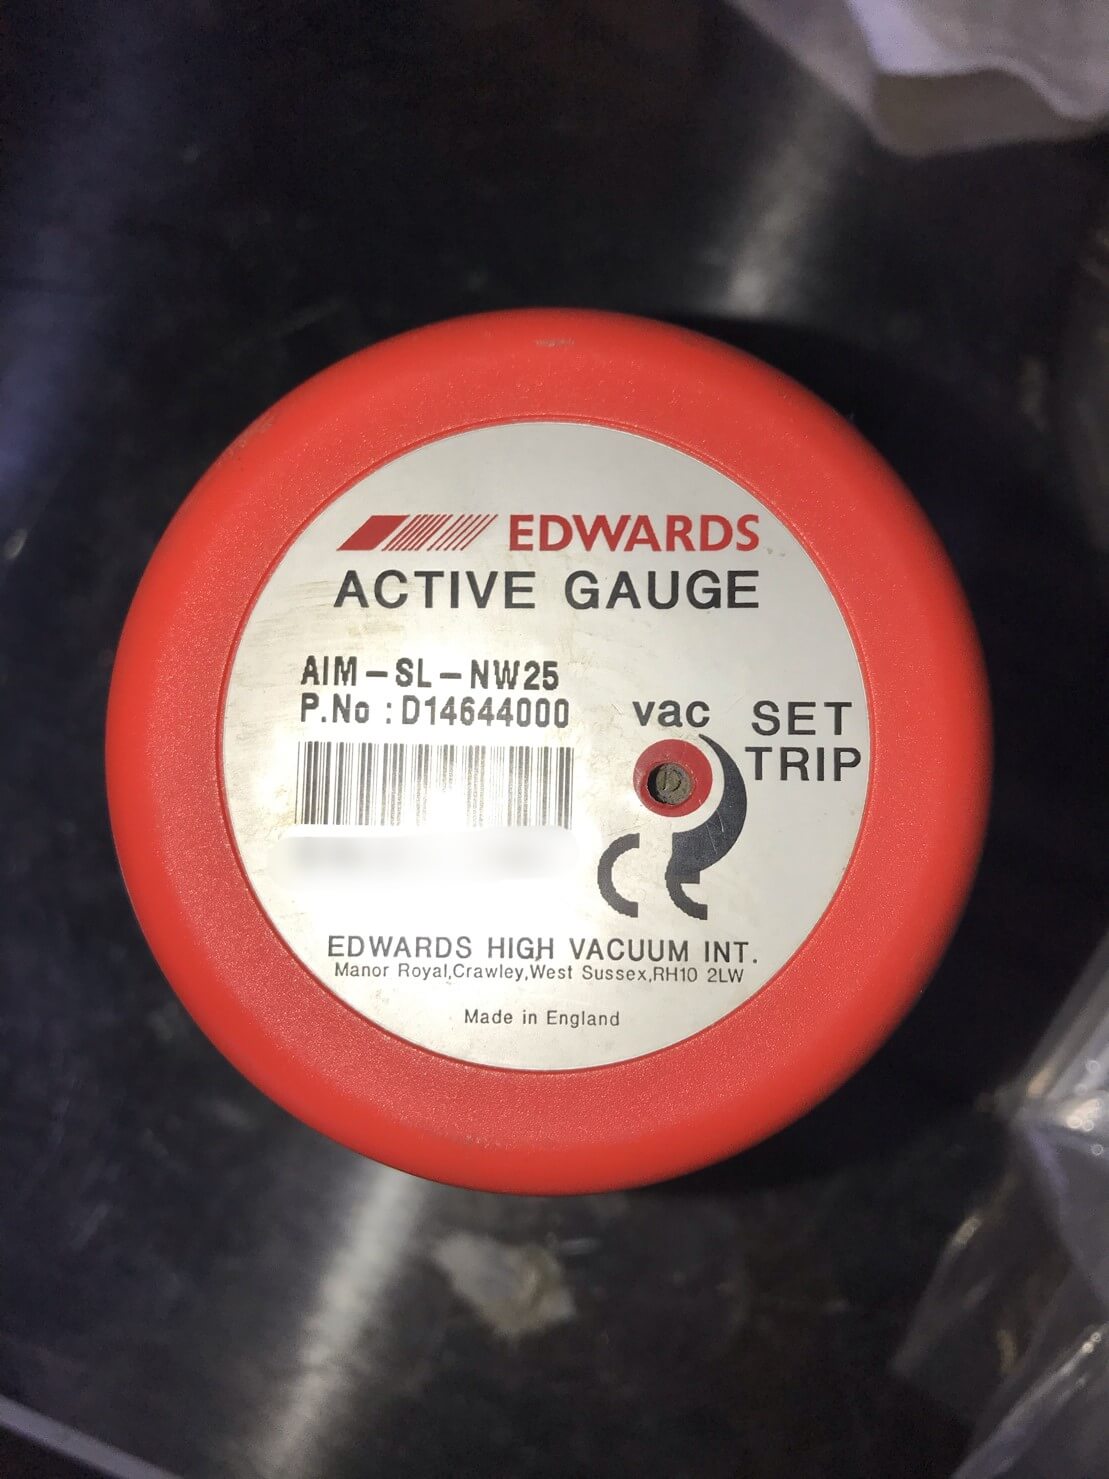 EDWARDS
ACTIVE GAUGE
AIM-SL-NW25
P.No :D14644000
vac
SET
TRIP
CE
EDWARDS HIGH VACUUM INT.
Manor Royal,Crawley,West Sussex,RH10 2LW
Made in England